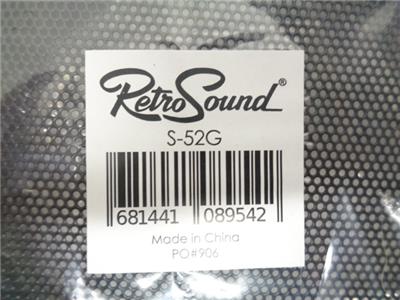 RetroSound®
S-52G
681441 089542
Made in China
PO#906